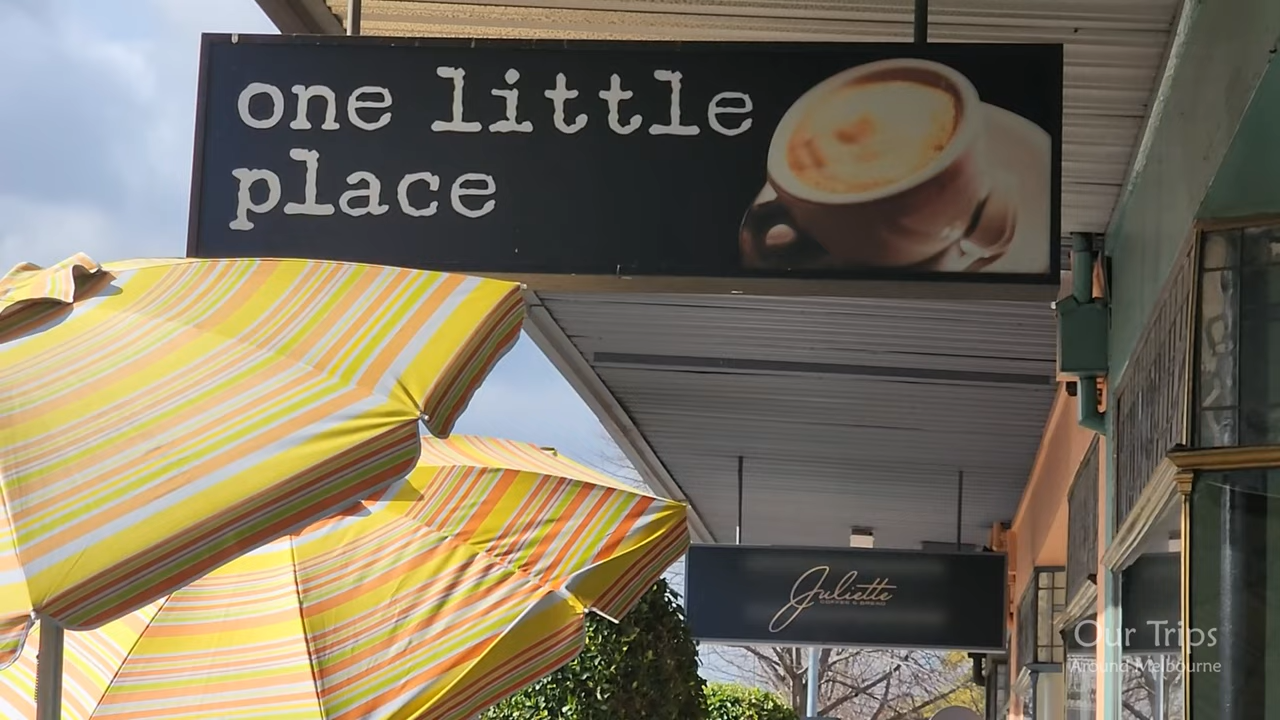 one little
place
Juliette
COFFEE & BREAD
Our Trips
Around Melbourne